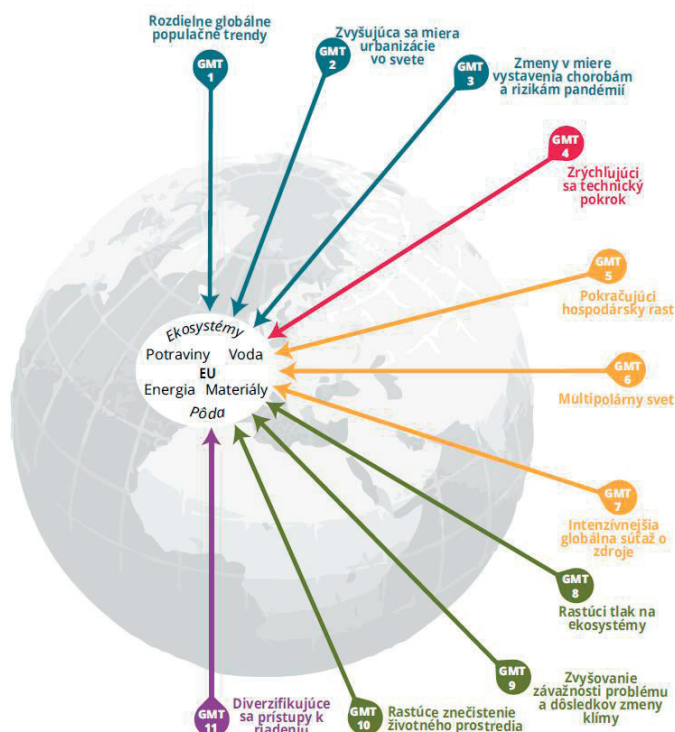 Rozdielne globálne
populačne trendy
GMT
1
Zvyšujúca sa miera
urbanizácie
vo svete
GMT
2
Zmeny v miere
vystavenia chorobám
a rizikám pandémií
GMT
3
GMT
4
Zrýchľujúci
sa technický
pokrok
GMT
5
Pokračujúci
hospodársky rast
GMT
6
Multipolárny svet
GMT
7
Intenzívnejšia
globálna súťaž o
zdroje
GMT
8
Rastúci tlak na
ekosystémy
GMT
9
Zvyšovanie
závažnosti problému
a dôsledkov zmeny
klímy
GMT
10
Rastúce znečistenie
životného prostredia
GMT
11
Diverzifikujúce
sa prístupy k
riadeniu
Ekosystémy
Potraviny Voda
EU
Energia Materiály
Pôda